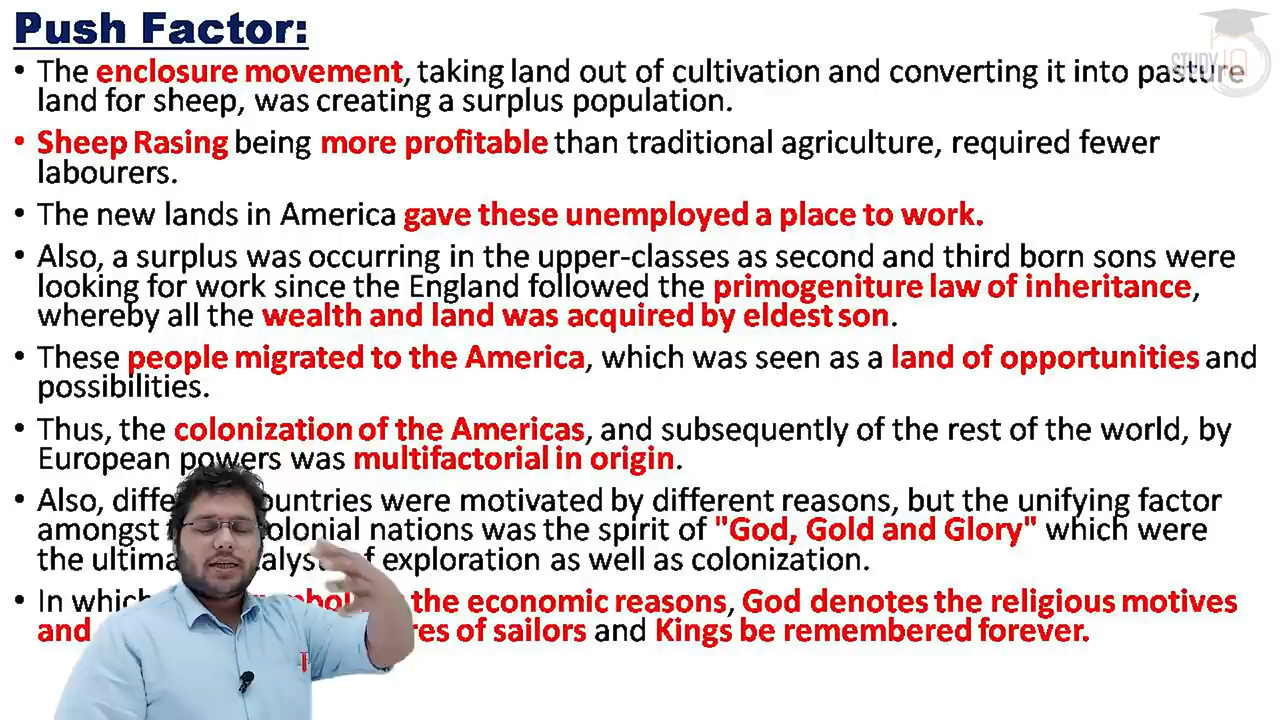 Push Factor:
STUDY IQ
• The enclosure movement, taking land out of cultivation and converting it into pasture
land for sheep, was creating a surplus population.
• Sheep Rasing being more profitable than traditional agriculture, required fewer
labourers.
• The new lands in America gave these unemployed a place to work.
• Also, a surplus was occurring in the upper-classes as second and third born sons were
looking for work since the England followed the primogeniture law of inheritance,
whereby all the wealth and land was acquired by eldest son.
• These people migrated to the America, which was seen as a land of opportunities and
possibilities.
• Thus, the colonization of the Americas, and subsequently of the rest of the world, by
European powers was multifactorial in origin.
• Also, countries were motivated by different reasons, but the unifying factor
amongst colonial nations was the spirit of "God, Gold and Glory" which were
the of exploration as well as colonization.
• In which the economic reasons, God denotes the religious motives
and of sailors and Kings be remembered forever.